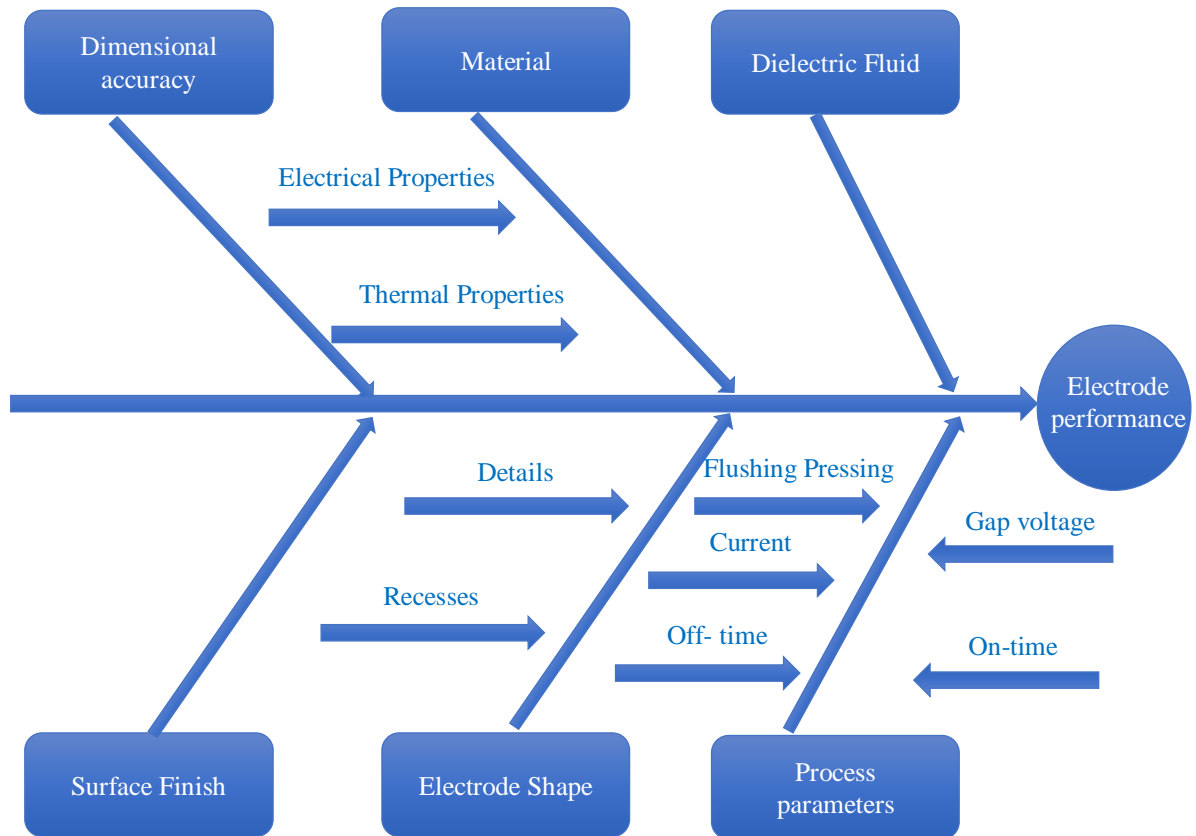 Dimensional
accuracy
Material
Dielectric Fluid
Electrical Properties
Thermal Properties
Electrode
performance
Details
Flushing Pressing
Gap voltage
Current
Recesses
Off- time
On-time
Surface Finish
Electrode Shape
Process
parameters